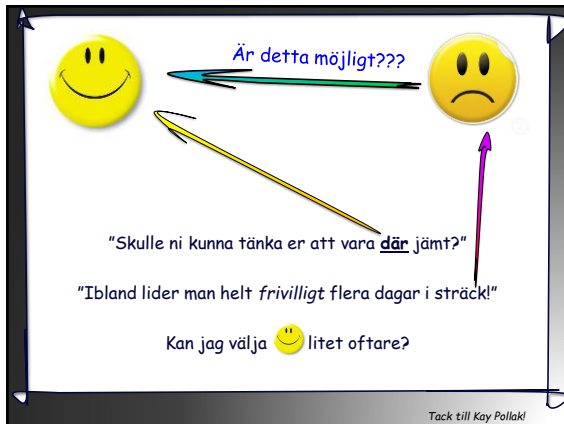 Är detta möjligt???
"Skulle ni kunna tänka er att vara där jämt?"
"Ibland lider man helt frivilligt flera dagar i sträck!"
Kan jag välja litet oftare?
Tack till Kay Pollak!